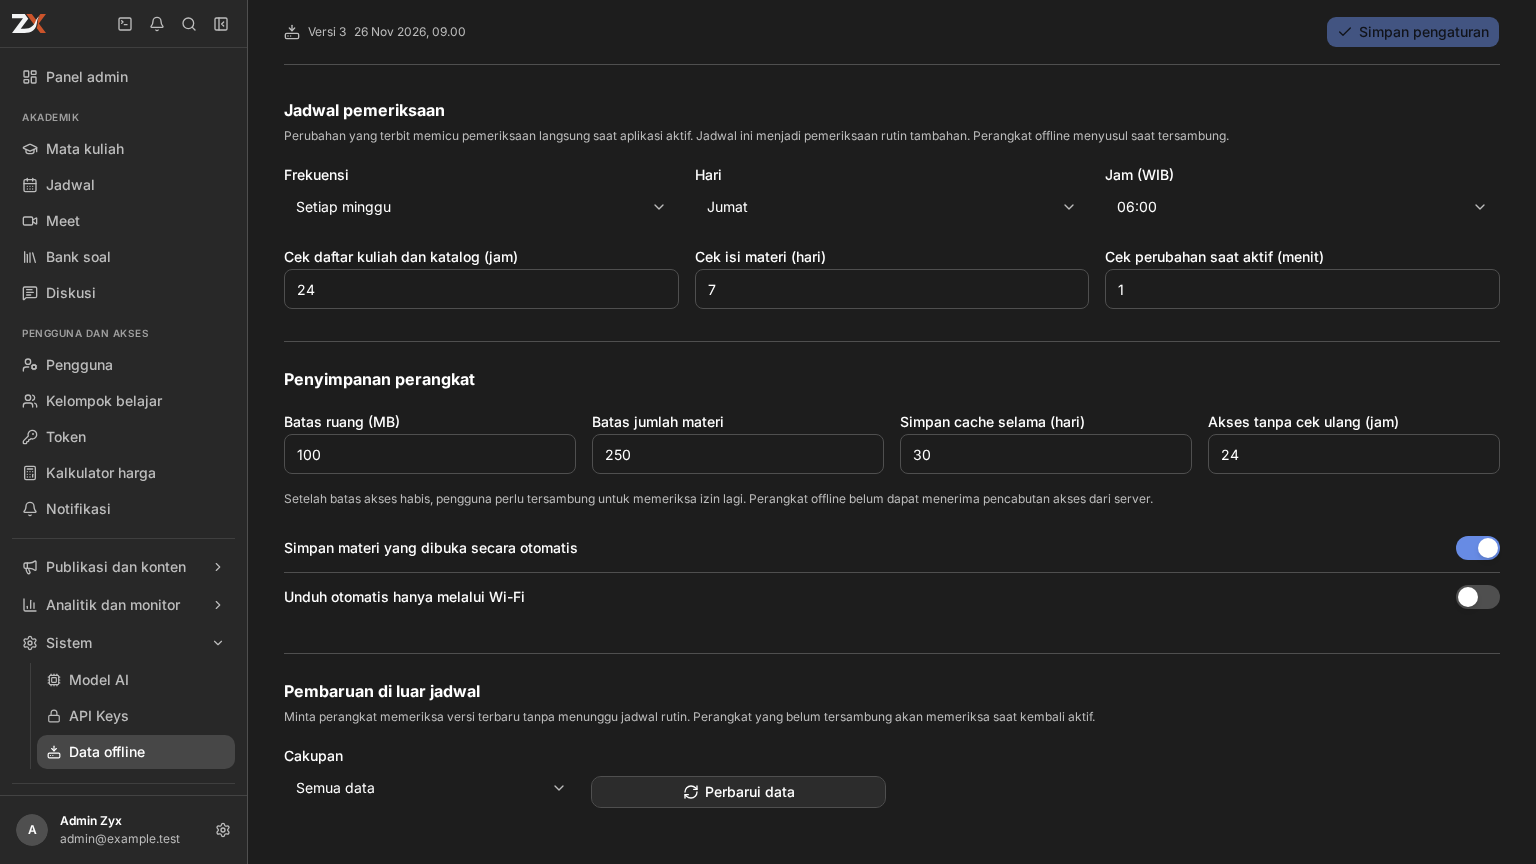 ZX
Panel admin
AKADEMIK
Mata kuliah
Jadwal
Meet
Bank soal
Diskusi
PENGGUNA DAN AKSES
Pengguna
Kelompok belajar
Token
Kalkulator harga
Notifikasi
Publikasi dan konten
Analitik dan monitor
Sistem
Model AI
API Keys
Data offline
A
Admin Zyx
admin@example.test
Versi 3 26 Nov 2026, 09.00
Simpan pengaturan
Jadwal pemeriksaan
Perubahan yang terbit memicu pemeriksaan langsung saat aplikasi aktif. Jadwal ini menjadi pemeriksaan rutin tambahan. Perangkat offline menyusul saat tersambung.
Frekuensi Hari Jam (WIB)
Setiap minggu Jumat 06:00
Cek daftar kuliah dan katalog (jam) Cek isi materi (hari) Cek perubahan saat aktif (menit)
24 7 1
Penyimpanan perangkat
Batas ruang (MB) Batas jumlah materi Simpan cache selama (hari) Akses tanpa cek ulang (jam)
100 250 30 24
Setelah batas akses habis, pengguna perlu tersambung untuk memeriksa izin lagi. Perangkat offline belum dapat menerima pencabutan akses dari server.
Simpan materi yang dibuka secara otomatis
Unduh otomatis hanya melalui Wi-Fi
Pembaruan di luar jadwal
Minta perangkat memeriksa versi terbaru tanpa menunggu jadwal rutin. Perangkat yang belum tersambung akan memeriksa saat kembali aktif.
Cakupan
Semua data Perbarui data